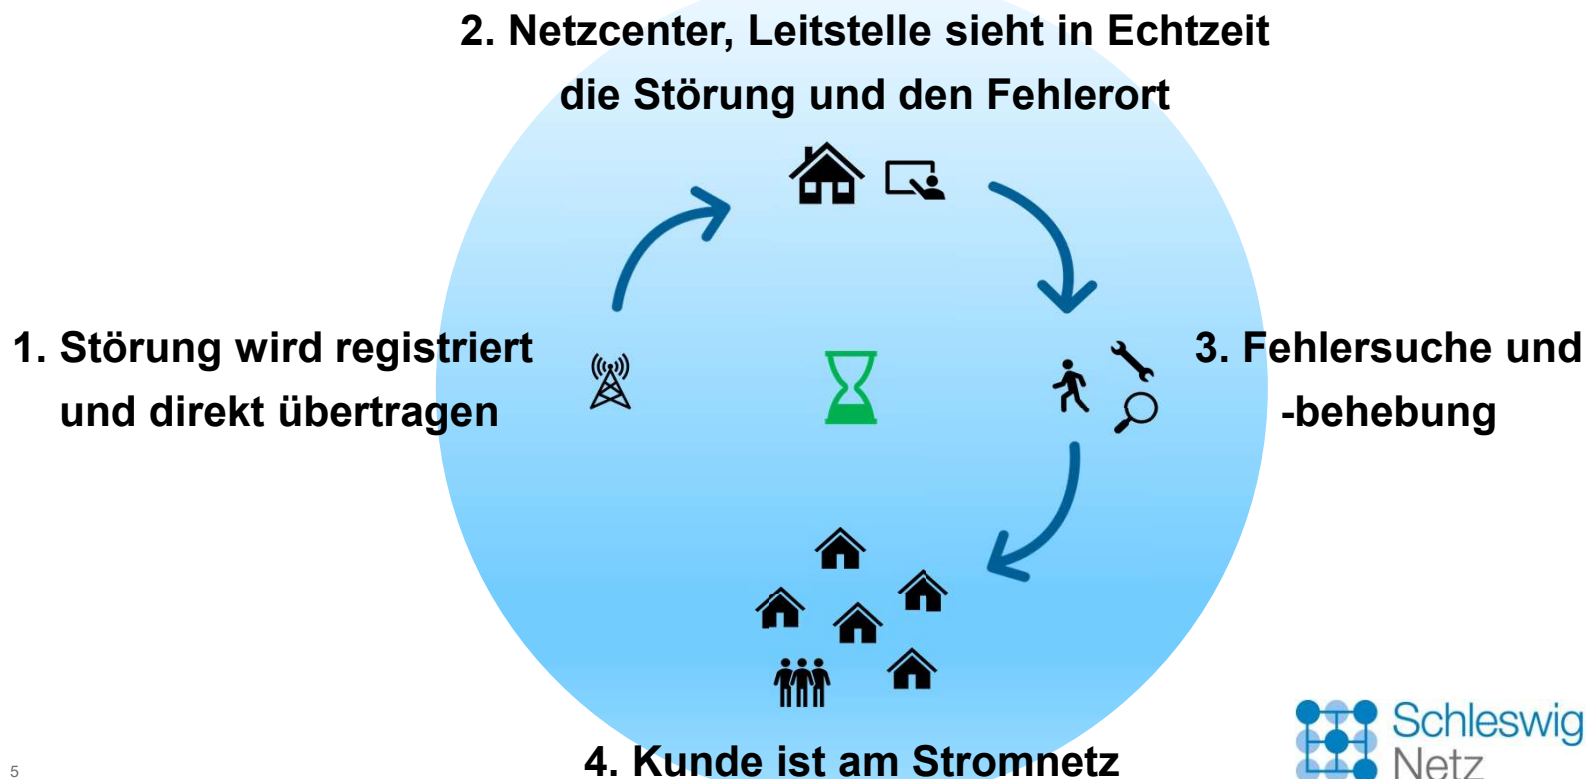 2. Netzcenter, Leitstelle sieht in Echtzeit
die Störung und den Fehlerort
1. Störung wird registriert
und direkt übertragen
3. Fehlersuche und
-behebung
4. Kunde ist am Stromnetz
5
Schleswig
Netz